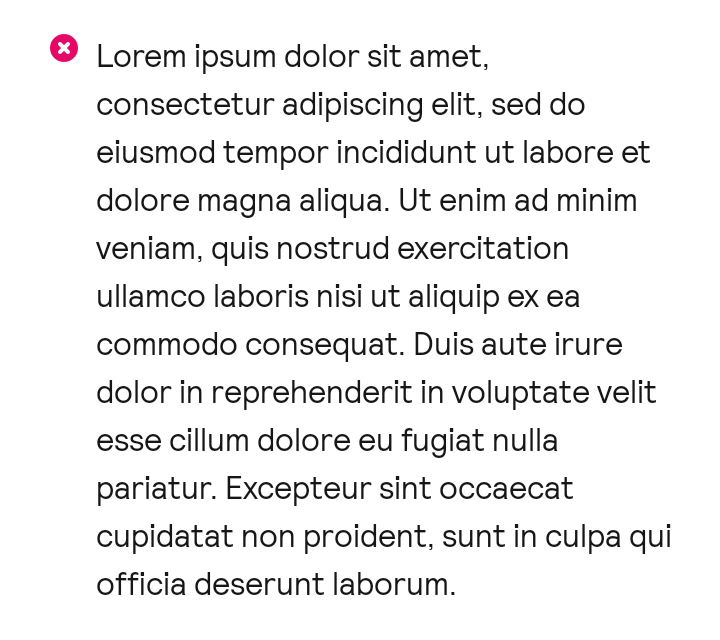 Lorem ipsum dolor sit amet,
consectetur adipiscing elit, sed do
eiusmod tempor incididunt ut labore et
dolore magna aliqua. Ut enim ad minim
veniam, quis nostrud exercitation
ullamco laboris nisi ut aliquip ex ea
commodo consequat. Duis aute irure
dolor in reprehenderit in voluptate velit
esse cillum dolore eu fugiat nulla
pariatur. Excepteur sint occaecat
cupidatat non proident, sunt in culpa qui
officia deserunt laborum.